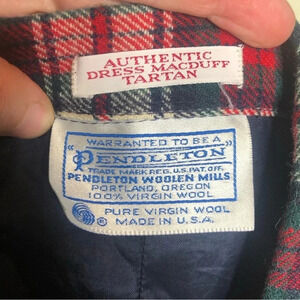 AUTHENTIC
DRESS MACDUFF
TARTAN
WARRANTED TO BE A
"PENDLETON"
TRADE MARK REG. U.S. PAT. OFF.
PENDLETON WOOLEN MILLS
PORTLAND, OREGON
100% VIRGIN WOOL
PURE VIRGIN WOOL
MADE IN U.S.A.